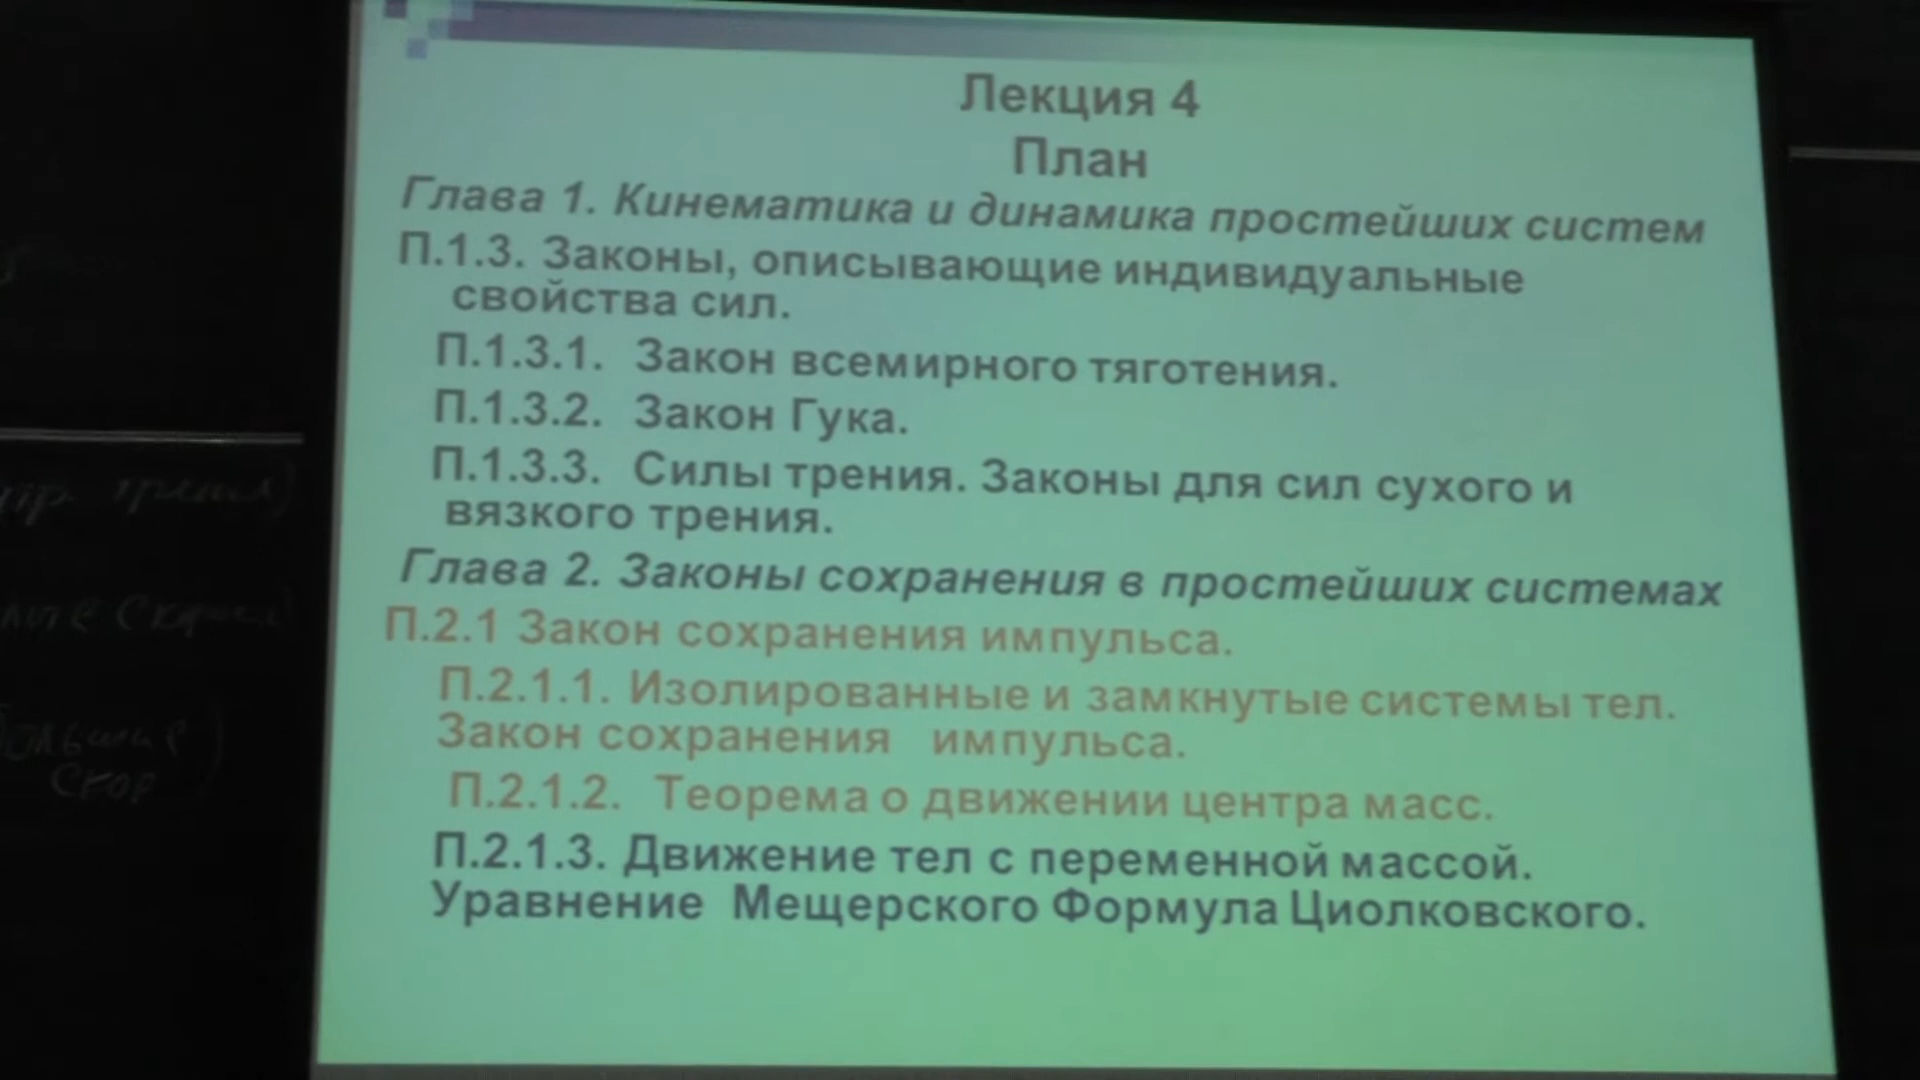 Лекция 4
План
Глава 1. Кинематика и динамика простейших систем
П.1.3. Законы, описывающие индивидуальные
свойства сил.
П.1.3.1. Закон всемирного тяготения.
П.1.3.2. Закон Гука.
П.1.3.3. Силы трения. Законы для сил сухого и
вязкого трения.
Глава 2. Законы сохранения в простейших системах
П.2.1 Закон сохранения импульса.
П.2.1.1. Изолированные и замкнутые системы тел.
Закон сохранения импульса.
П.2.1.2. Теорема о движении центра масс.
П.2.1.3. Движение тел с переменной массой.
Уравнение Мещерского Формула Циолковского.